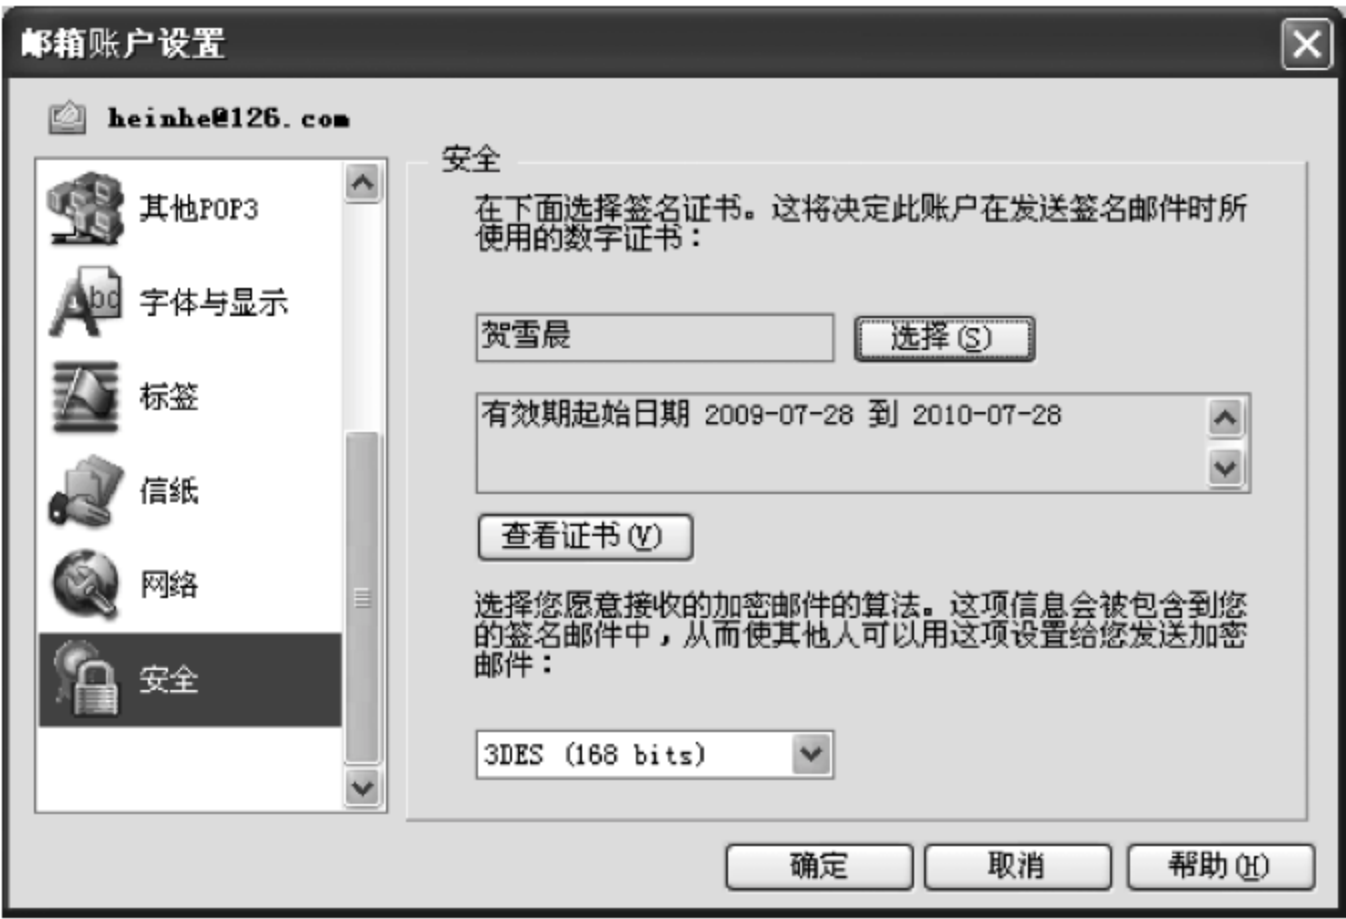 邮箱账户设置
heinhe@126.com
其他POP3
字体与显示
标签
信纸
网络
安全
安全
在下面选择签名证书。这将决定此账户在发送签名邮件时所
使用的数字证书：
贺雪晨
选择(S)
有效期起始日期 2009-07-28 到 2010-07-28
查看证书(V)
选择您愿意接收的加密邮件的算法。这项信息会被包含到您
的签名邮件中，从而使其他人可以用这项设置给您发送加密
邮件：
3DES (168 bits)
确定
取消
帮助(H)